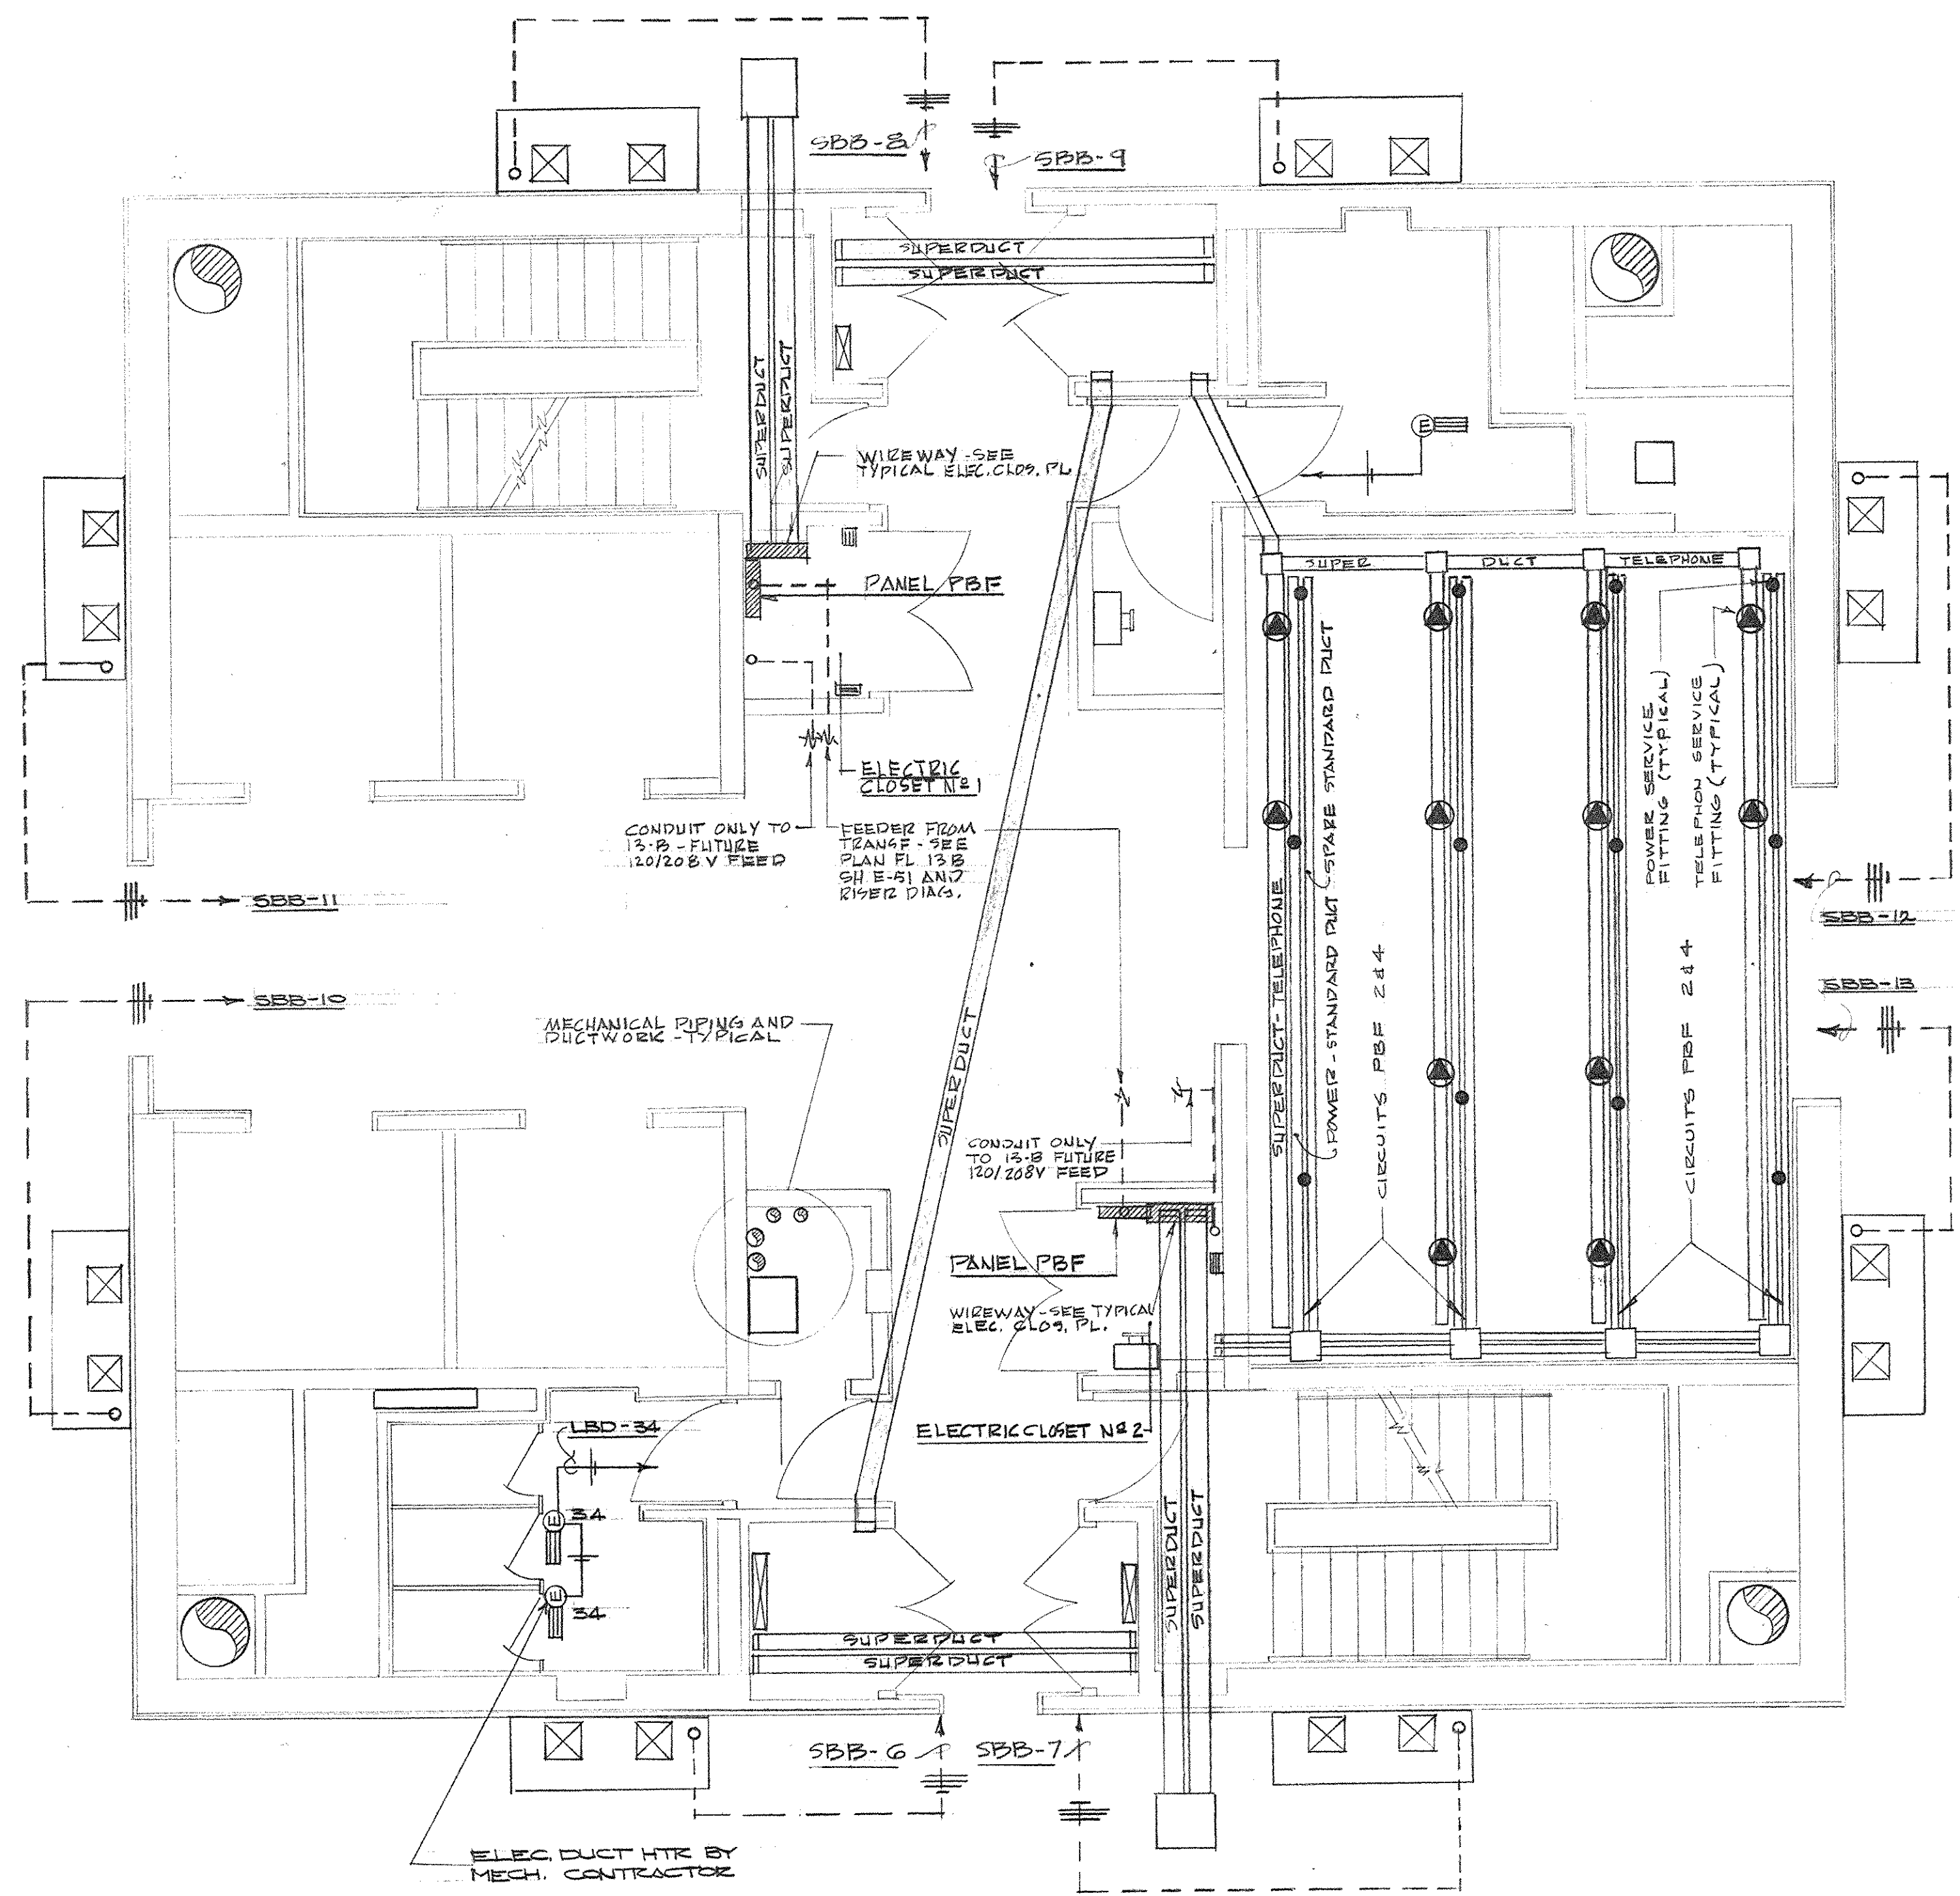 SBB-8
SBB-9
SUPERDUCT
SUPERDUCT
SUPERDUCT
SUPERDUCT
WIREWAY-SEE
TYPICAL ELEC.CLOS.PL
E
PANEL PBF
SUPER DUCT TELEPHONE
ELECTRIC
CLOSET Nº 1
CONDUIT ONLY TO
13-B-FUTURE
120/208 V FEED
FEEDER FROM
TRANSF-SEE
PLAN FL 13B
SH E-51 AND
RISER DIAG.
SPARE STANDARD DUCT
POWER-STANDARD DUCT
SUPERDUCT-TELEPHONE
POWER SERVICE
FITTING (TYPICAL)
TELEPHON SERVICE
FITTING (TYPICAL)
CIRCUITS PBF 2&4
CIRCUITS PBF 2&4
SBB-11
SBB-12
SBB-10
SBB-13
MECHANICAL PIPING AND
DUCTWORK-TYPICAL
SUPERDUCT
CONDUIT ONLY
TO 13-B FUTURE
120/208V FEED
PANEL PBF
WIREWAY-SEE TYPICAL
ELEC. CLOS. PL.
ELECTRIC CLOSET Nº 2
LBD-34
E
34
E
34
SUPERDUCT
SUPERDUCT
SUPERDUCT
SUPERDUCT
SBB-6
SBB-7
ELEC. DUCT HTR BY
MECH. CONTRACTOR